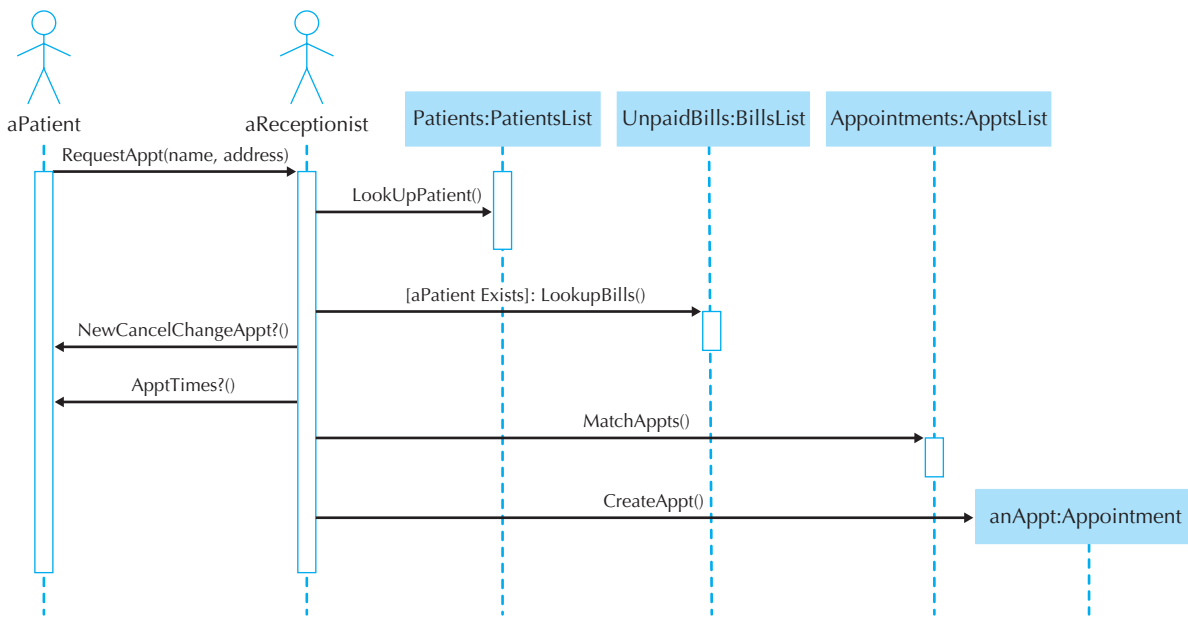 aPatient
aReceptionist
Patients:PatientsList
UnpaidBills:BillsList
Appointments:ApptsList
RequestAppt(name, address)
LookUpPatient()
[aPatient Exists]: LookupBills()
NewCancelChangeAppt?()
ApptTimes?()
MatchAppts()
CreateAppt()
anAppt:Appointment